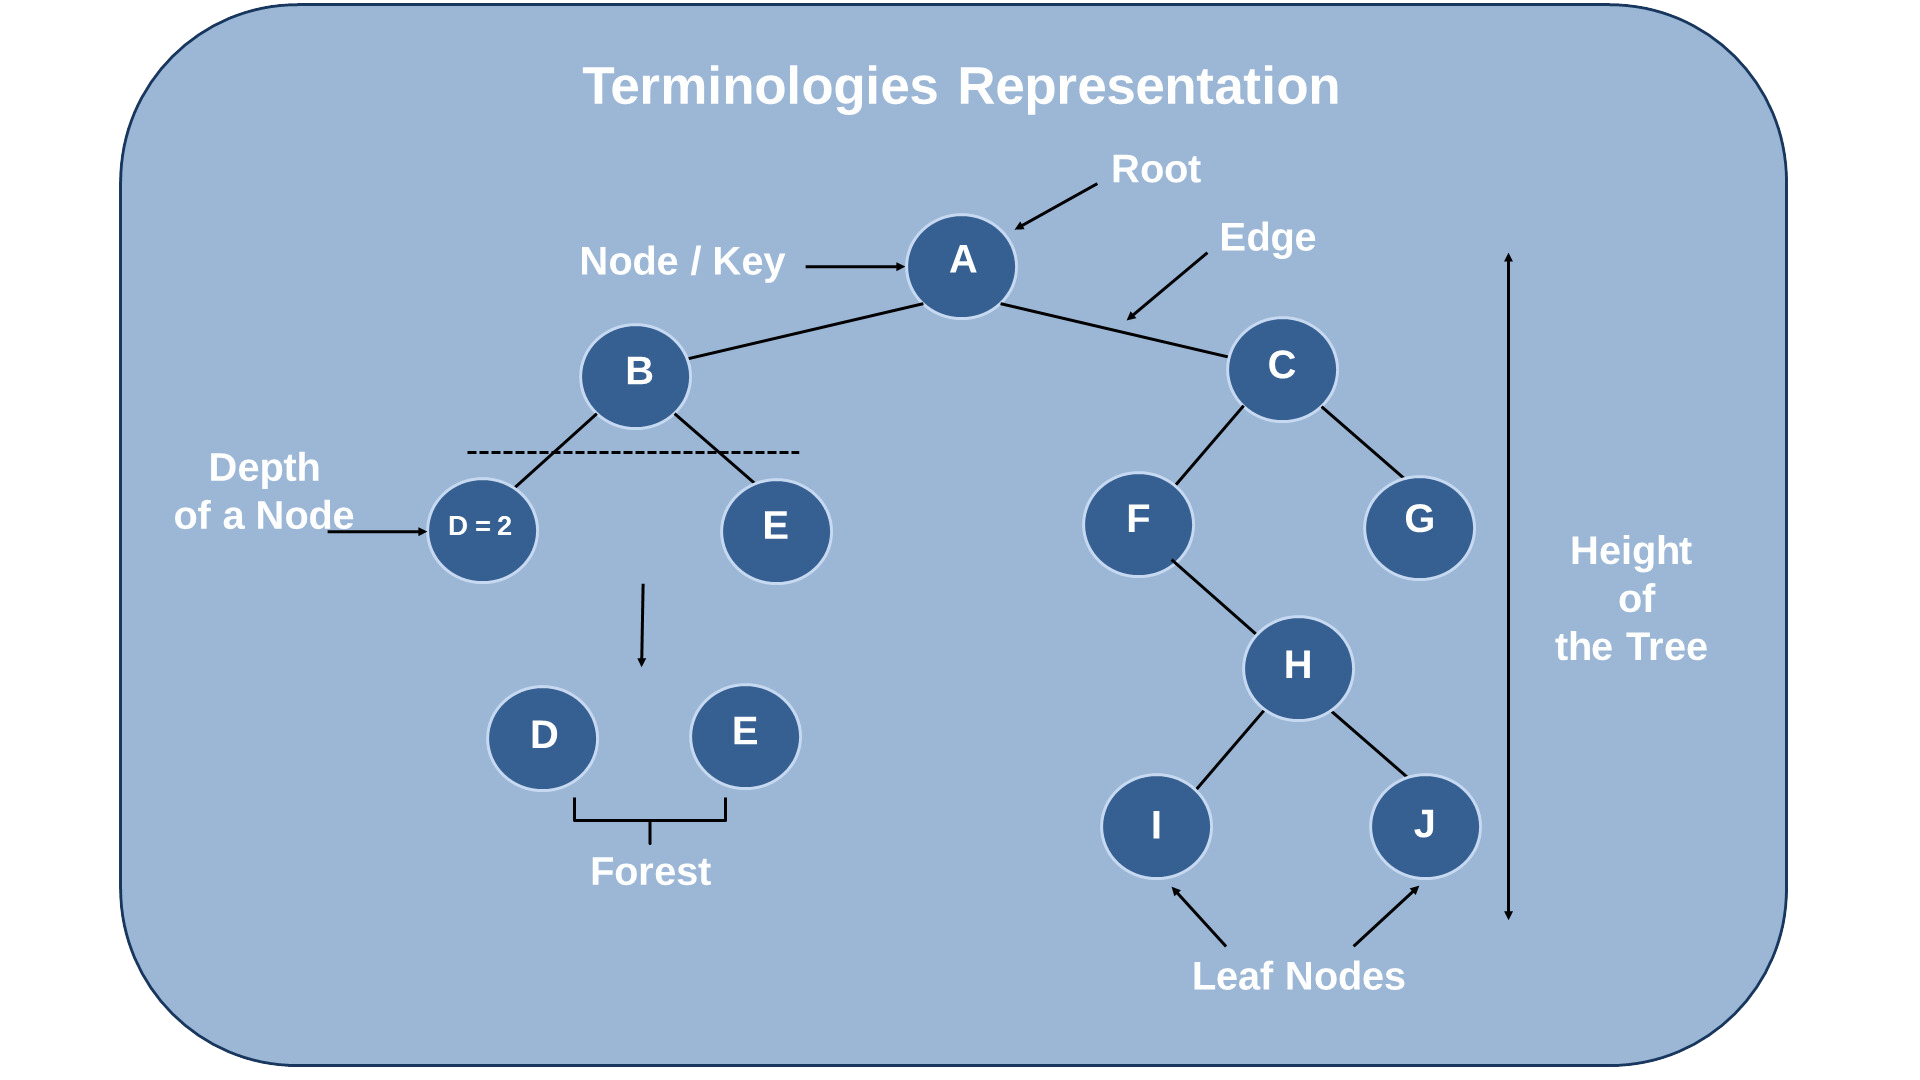 Terminologies Representation
Root
Edge
Node / Key
A
B
C
Depth
of a Node
D = 2
E
F
G
Height
of
the Tree
H
D
E
I
J
Forest
Leaf Nodes